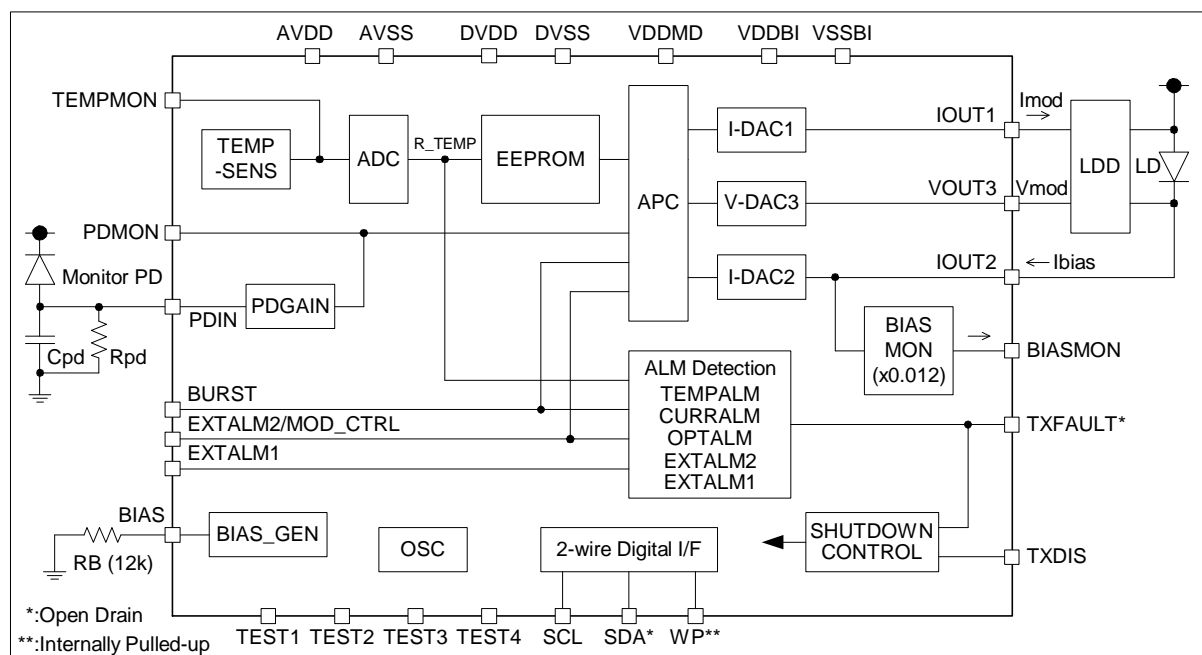 AVDD AVSS DVDD DVSS VDDMD VDDBI VSSBI
TEMPMON
TEMP
-SENS
ADC
R_TEMP
EEPROM
APC
I-DAC1
V-DAC3
I-DAC2
IOUT1
Imod
VOUT3
Vmod
LDD
LD
IOUT2
Ibias
PDMON
Monitor PD
PDIN
PDGAIN
Cpd
Rpd
BIAS
MON
(x0.012)
BIASMON
BURST
EXTALM2/MOD_CTRL
EXTALM1
ALM Detection
TEMPALM
CURRALM
OPTALM
EXTALM2
EXTALM1
TXFAULT*
BIAS
RB (12k)
BIAS_GEN
OSC
2-wire Digital I/F
SHUTDOWN
CONTROL
TXDIS
*:Open Drain
**:Internally Pulled-up
TEST1 TEST2 TEST3 TEST4 SCL SDA* WP**